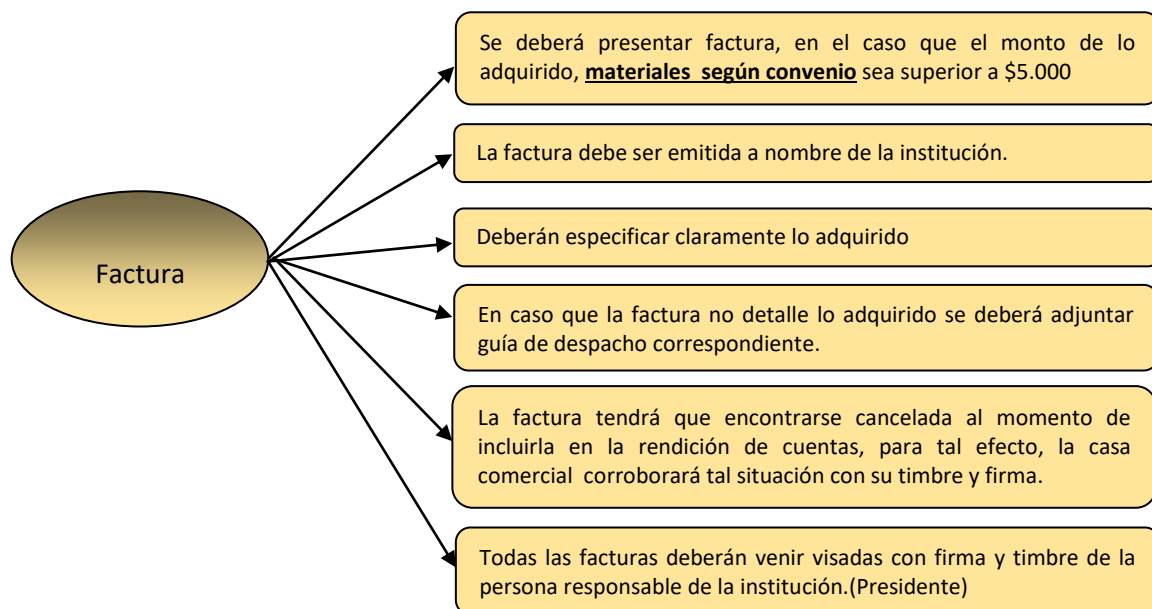 Se deberá presentar factura, en el caso que el monto de lo
adquirido, materiales según convenio sea superior a $5.000
La factura debe ser emitida a nombre de la institución.
Factura
Deberán especificar claramente lo adquirido
En caso que la factura no detalle lo adquirido se deberá adjuntar
guía de despacho correspondiente.
La factura tendrá que encontrarse cancelada al momento de
incluirla en la rendición de cuentas, para tal efecto, la casa
comercial corroborará tal situación con su timbre y firma.
Todas las facturas deberán venir visadas con firma y timbre de la
persona responsable de la institución.(Presidente)